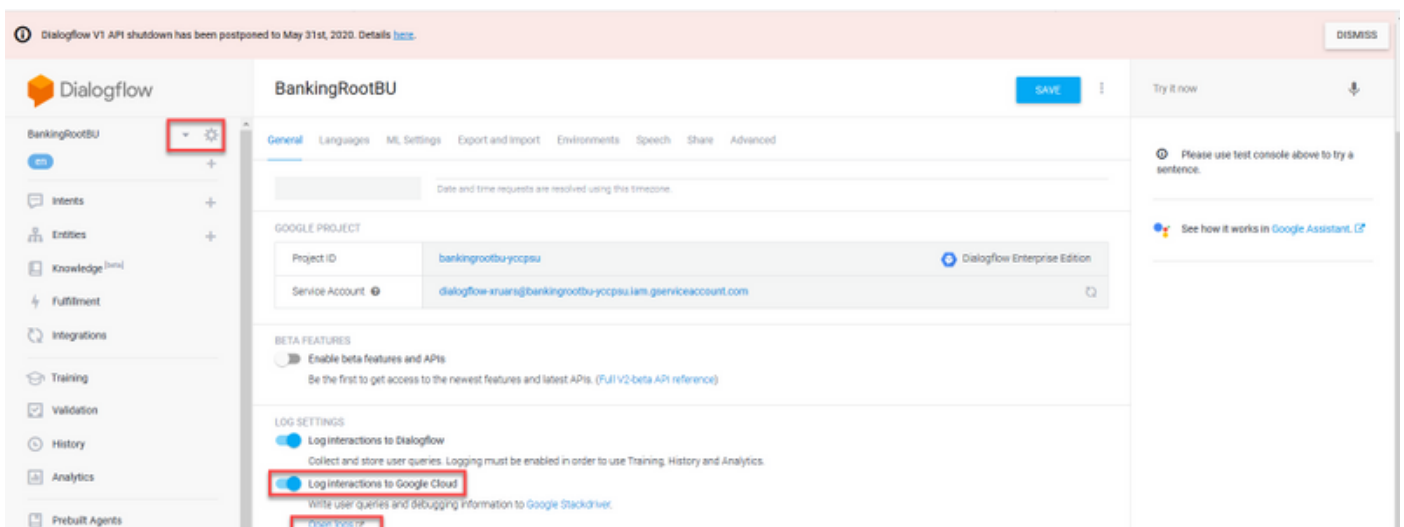 Dialogflow V1 API shutdown has been postponed to May 31st, 2020. Details here.
DISMISS
Dialogflow
BankingRootBU
SAVE
Try it now
BankingRootBU
en
General Languages ML Settings Export and Import Environments Speech Share Advanced
Please use test console above to try a
sentence.
Date and time requests are resolved using this timezone.
Intents
Entities
Knowledge [beta]
Fulfillment
Integrations
Training
Validation
History
Analytics
Prebuilt Agents
GOOGLE PROJECT
Project ID bankingrootbu-yccpsu Dialogflow Enterprise Edition
Service Account dialogflow-xruars@bankingrootbu-yccpsu.iam.gserviceaccount.com
See how it works in Google Assistant.
BETA FEATURES
Enable beta features and APIs
Be the first to get access to the newest features and latest APIs. (Full V2-beta API reference)
LOG SETTINGS
Log interactions to Dialogflow
Collect and store user queries. Logging must be enabled in order to use Training, History and Analytics.
Log interactions to Google Cloud
Write user queries and debugging information to Google Stackdriver.
Open logs